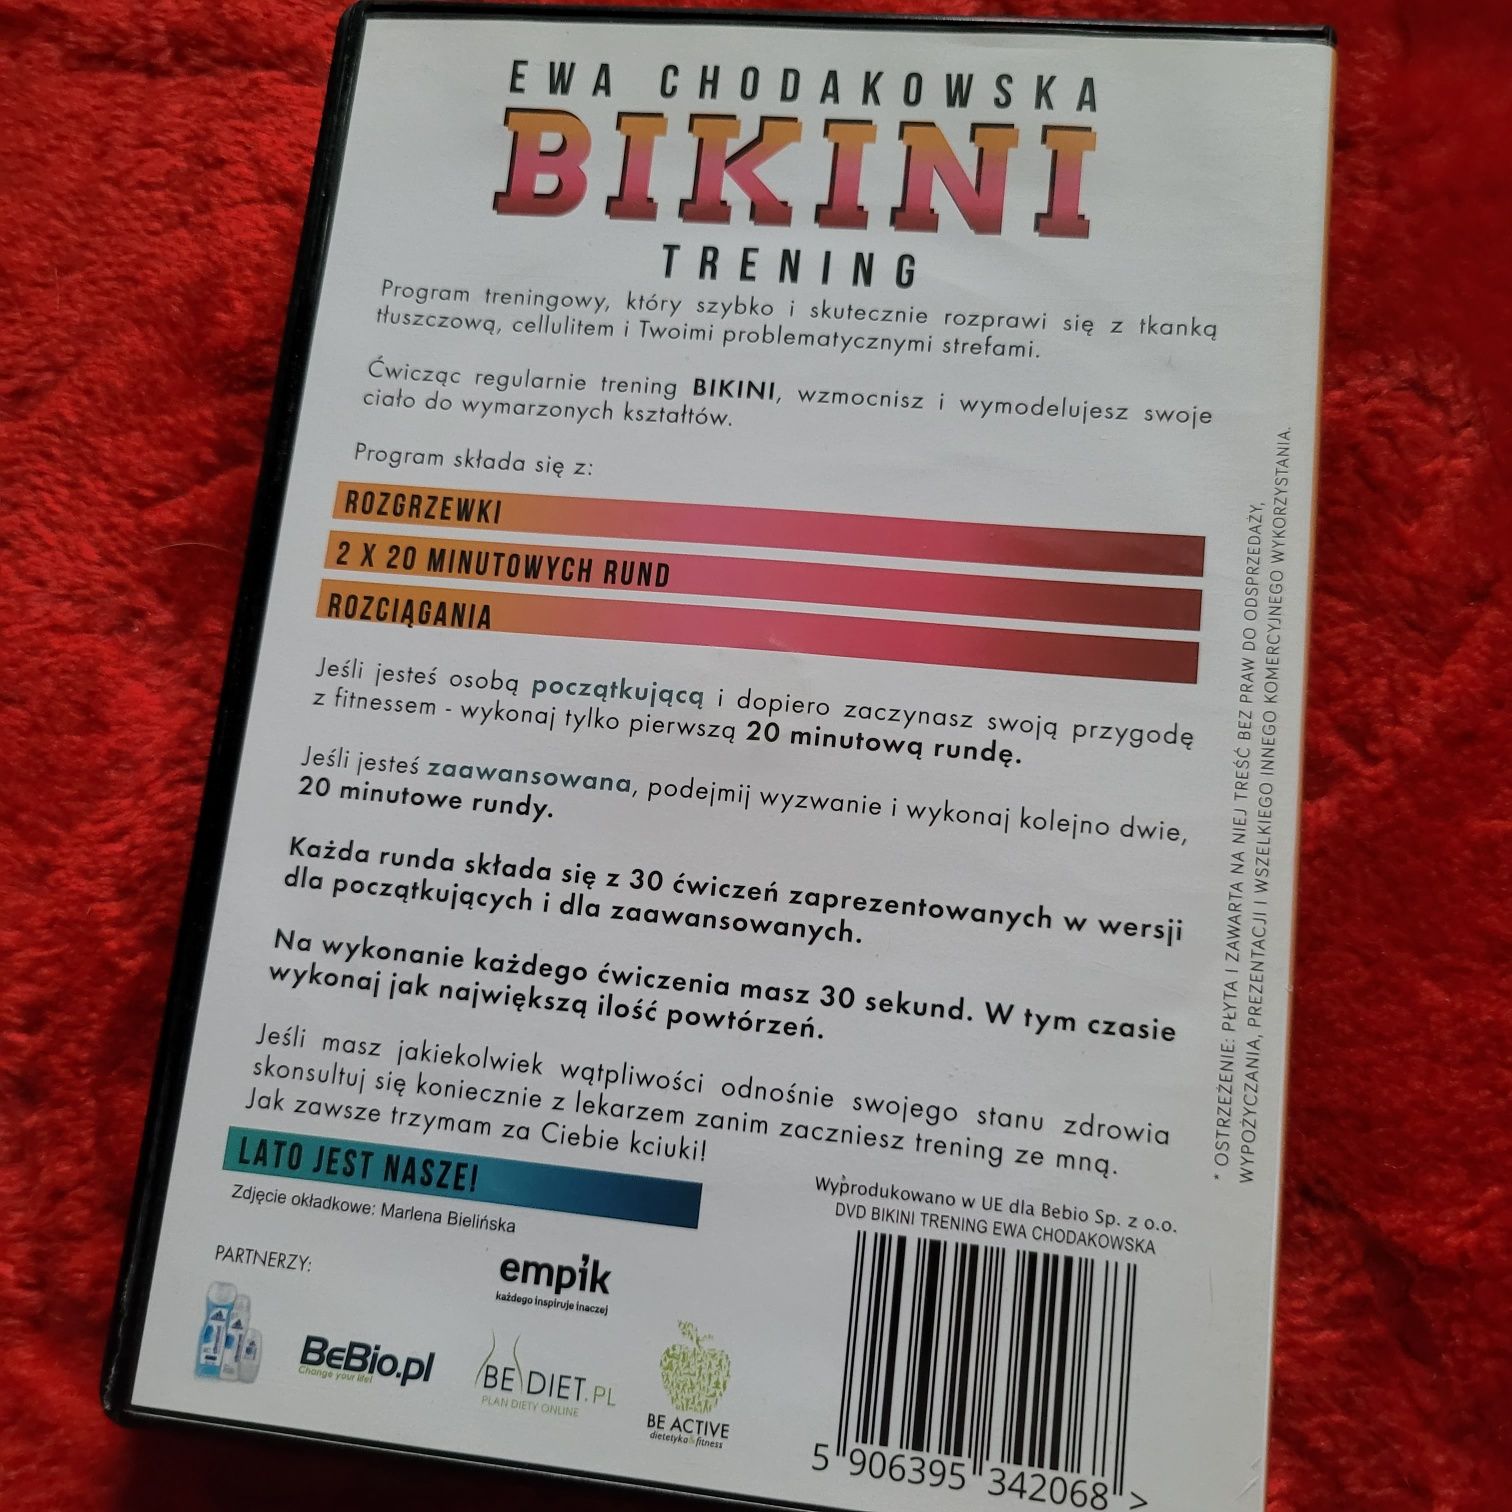 EWA CHODAKOWSKA
BIKINI
TRENING
Program treningowy, który szybko i skutecznie rozprawi się z tkanką
tłuszczową, cellulitem i Twoimi problematycznymi strefami.
Ćwicząc regularnie trening BIKINI, wzmocnisz i wymodelujesz swoje
ciało do wymarzonych kształtów.
Program składa się z:
ROZGRZEWKI
2 X 20 MINUTOWYCH RUND
ROZCIĄGANIA
Jeśli jesteś osobą początkującą i dopiero zaczynasz swoją przygodę
z fitnessem - wykonaj tylko pierwszą 20 minutową rundę.
Jeśli jesteś zaawansowana, podejmij wyzwanie i wykonaj kolejno dwie,
20 minutowe rundy.
Każda runda składa się z 30 ćwiczeń zaprezentowanych w wersji
dla początkujących i dla zaawansowanych.
Na wykonanie każdego ćwiczenia masz 30 sekund. W tym czasie
wykonaj jak największą ilość powtórzeń.
Jeśli masz jakiekolwiek wątpliwości odnośnie swojego stanu zdrowia
skonsultuj się koniecznie z lekarzem zanim zaczniesz trening ze mną.
Jak zawsze trzymam za Ciebie kciuki!
LATO JEST NASZE!
Zdjęcie okładkowe: Marlena Bielińska
PARTNERZY:
empik
każdego inspiruje inaczej
BEBIO.pl
Change your life!
BE DIET.PL
PLAN DIETY ONLINE
BE ACTIVE
dietetyka&fitness
Wyprodukowano w UE dla Bebio Sp. z o.o.
DVD BIKINI TRENING EWA CHODAKOWSKA
5 906395 342068 >
* OSTRZEŻENIE: PŁYTA I ZAWARTA NA NIEJ TREŚĆ BEZ PRAW DO ODSPRZEDAŻY,
WYPOŻYCZANIA, PREZENTACJI I WSZELKIEGO INNEGO KOMERCYJNEGO WYKORZYSTANIA.